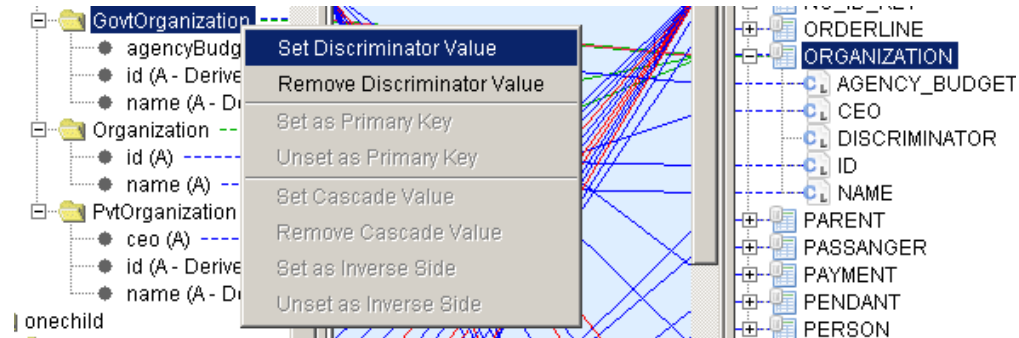 GovtOrganization
agencyBudg
id (A - Derive
name (A - D
Organization
id (A)
name (A)
PvtOrganization
ceo (A)
id (A - Derive
name (A - D
onechild
Set Discriminator Value
Remove Discriminator Value
Set as Primary Key
Unset as Primary Key
Set Cascade Value
Remove Cascade Value
Set as Inverse Side
Unset as Inverse Side
NO_ID_KEY
ORDERLINE
ORGANIZATION
AGENCY_BUDGET
CEO
DISCRIMINATOR
ID
NAME
PARENT
PASSANGER
PAYMENT
PENDANT
PERSON